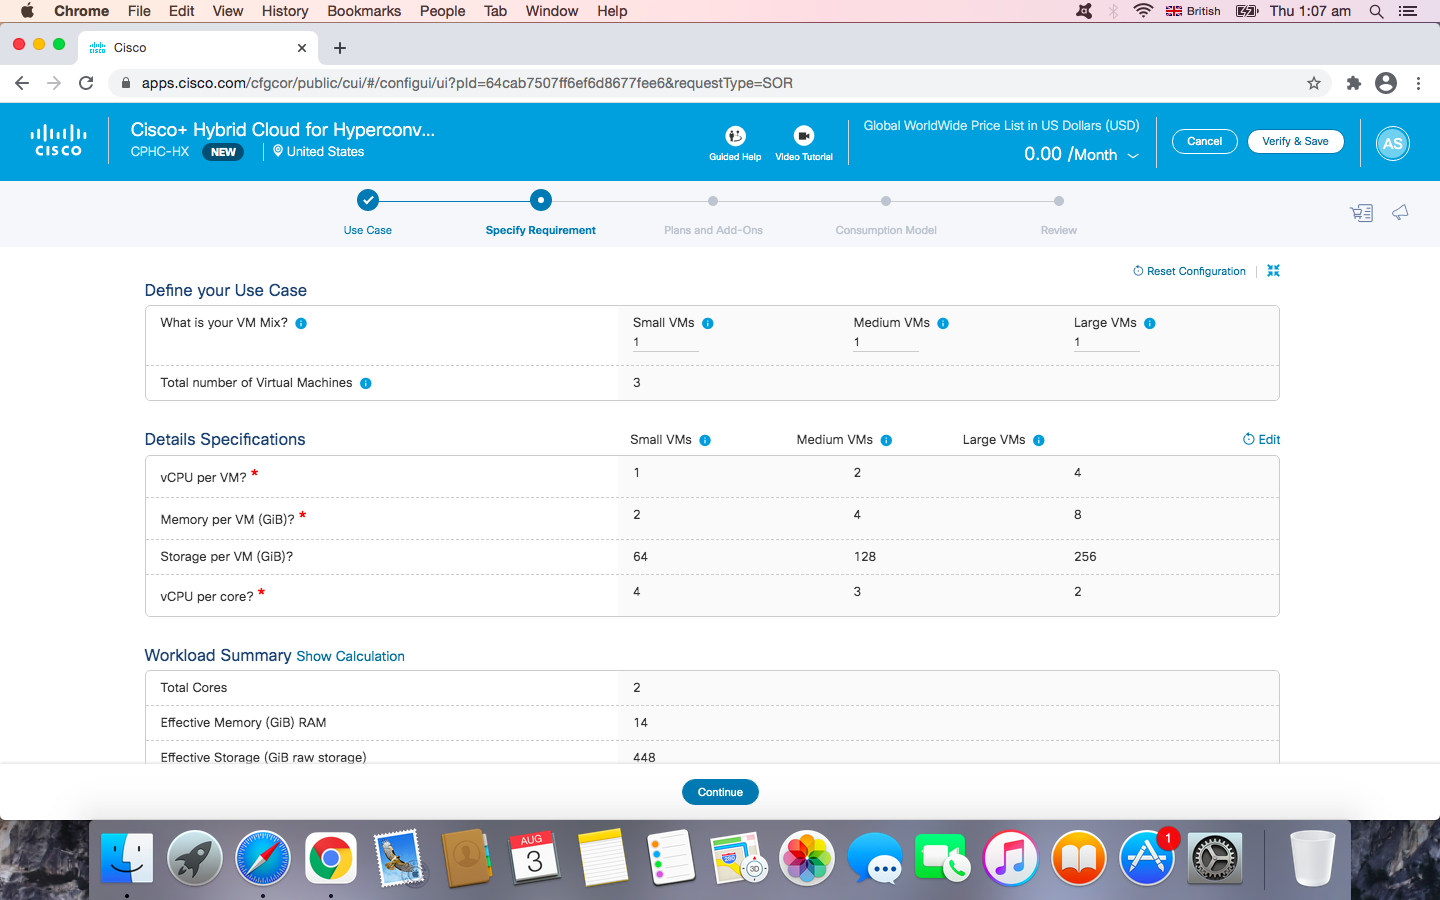 Chrome File Edit View History Bookmarks People Tab Window Help British Thu 1:07 am
Cisco
apps.cisco.com/cfgcor/public/cui/#/configui/ui?pId=64cab7507ff6ef6d8677fee6&requestType=SOR
CISCO
Cisco+ Hybrid Cloud for Hyperconv...
CPHC-HX NEW United States
Guided Help Video Tutorial
Global WorldWide Price List in US Dollars (USD)
0.00 /Month
Cancel Verify & Save AS
Use Case Specify Requirement Plans and Add-Ons Consumption Model Review
Reset Configuration
Define your Use Case
What is your VM Mix? Small VMs Medium VMs Large VMs
1 1 1
Total number of Virtual Machines 3
Details Specifications Small VMs Medium VMs Large VMs Edit
vCPU per VM? * 1 2 4
Memory per VM (GiB)? * 2 4 8
Storage per VM (GiB)? 64 128 256
vCPU per core? * 4 3 2
Workload Summary Show Calculation
Total Cores 2
Effective Memory (GiB) RAM 14
Effective Storage (GiB raw storage) 448
Continue
AUG
3
280
3D
1